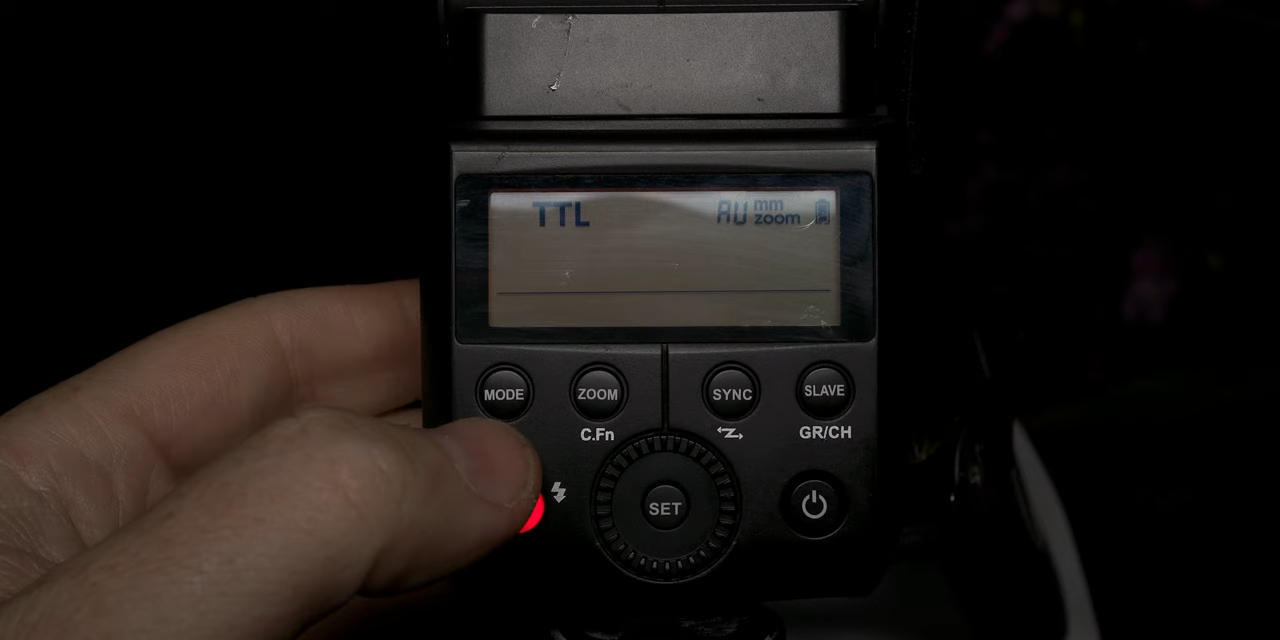 TTL AU mm
zoom
MODE ZOOM SYNC SLAVE
C.Fn GR/CH
SET